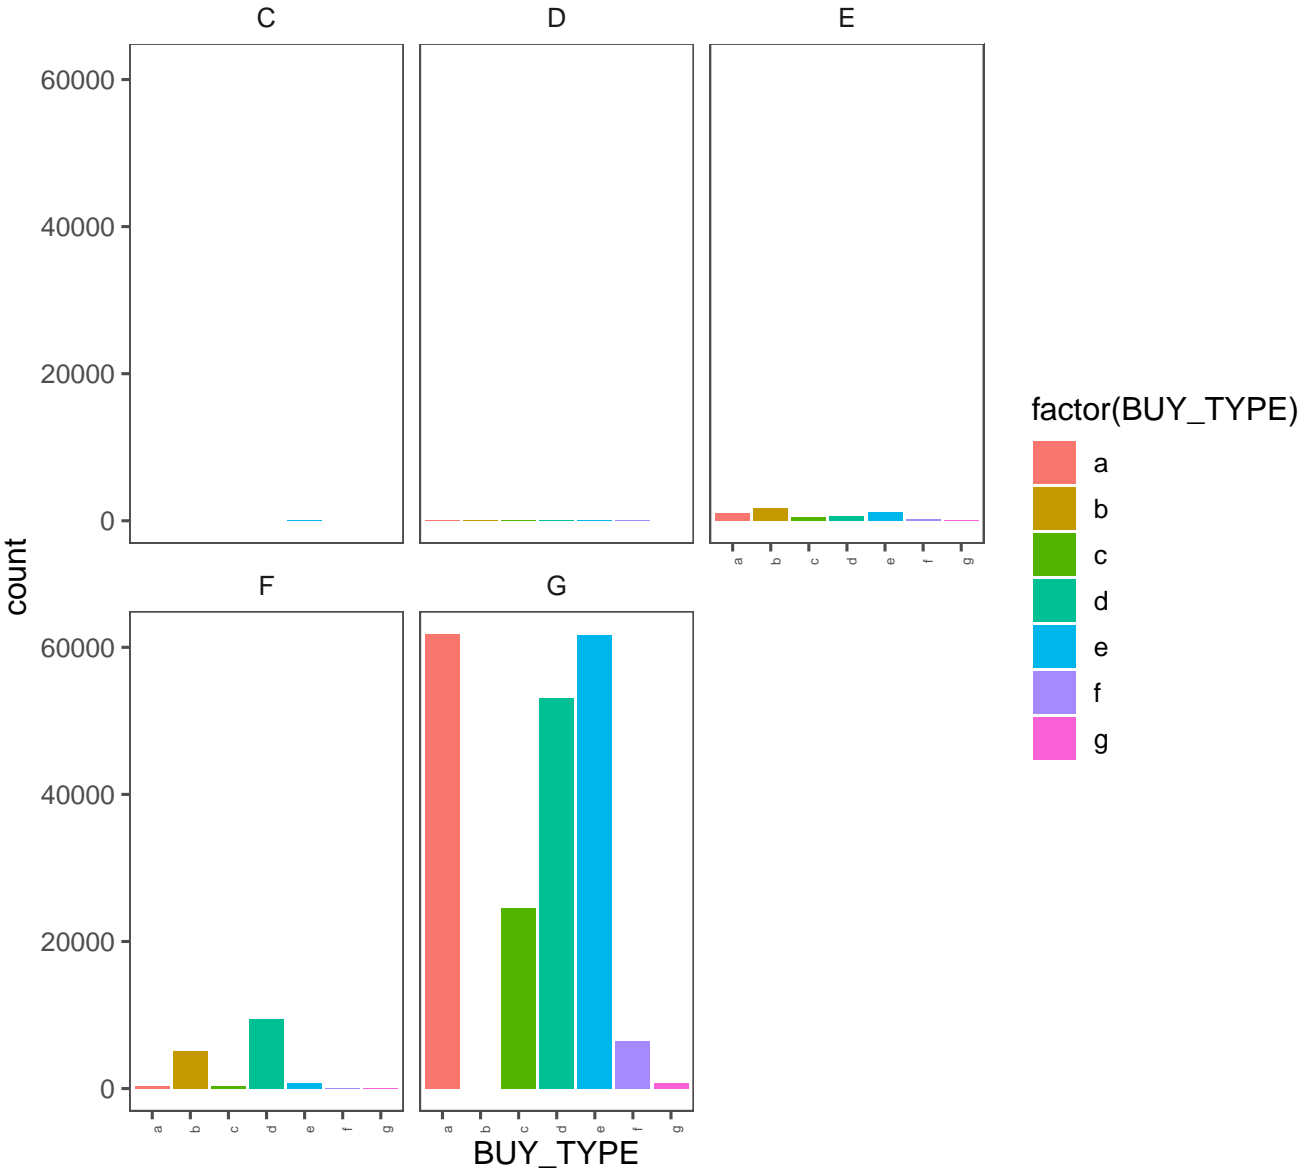 C D E
60000
40000
20000
0
a b c d e f g
count
F G
60000
40000
20000
0
a b c d e f g a b c d e f g
BUY_TYPE
factor(BUY_TYPE)
a
b
c
d
e
f
g